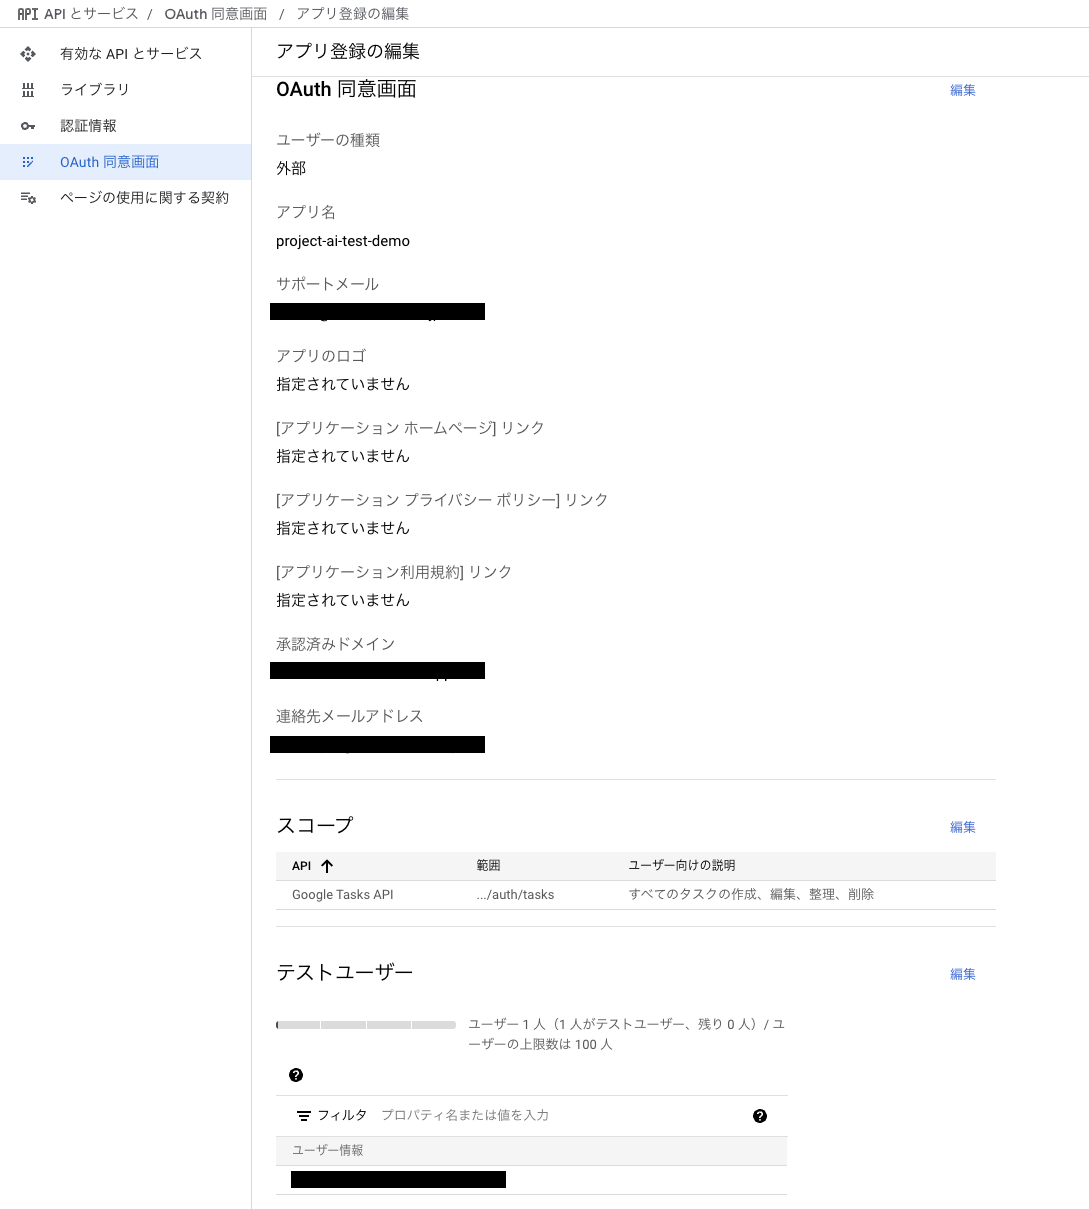 API API とサービス / OAuth 同意画面 / アプリ登録の編集
有効な API とサービス
ライブラリ
認証情報
OAuth 同意画面
ページの使用に関する契約
アプリ登録の編集
OAuth 同意画面 編集
ユーザーの種類
外部
アプリ名
project-ai-test-demo
サポートメール
アプリのロゴ
指定されていません
[アプリケーション ホームページ] リンク
指定されていません
[アプリケーション プライバシー ポリシー] リンク
指定されていません
[アプリケーション利用規約] リンク
指定されていません
承認済みドメイン
連絡先メールアドレス
スコープ 編集
API 範囲 ユーザー向けの説明
Google Tasks API .../auth/tasks すべてのタスクの作成、編集、整理、削除
テストユーザー 編集
ユーザー 1 人（1 人がテストユーザー、残り 0 人）/ ユ
ーザーの上限数は 100 人
フィルタ プロパティ名または値を入力
ユーザー情報